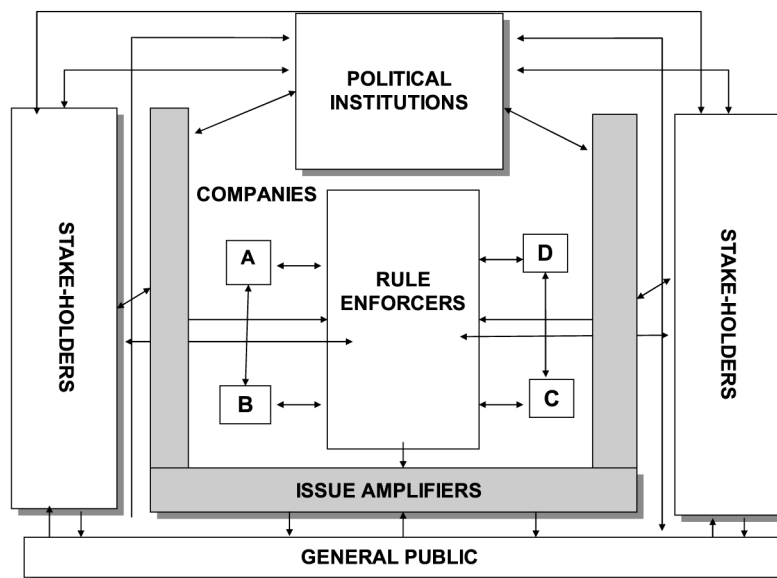 POLITICAL
INSTITUTIONS
COMPANIES
STAKE-HOLDERS
A
D
RULE
ENFORCERS
STAKE-HOLDERS
B
C
ISSUE AMPLIFIERS
GENERAL PUBLIC